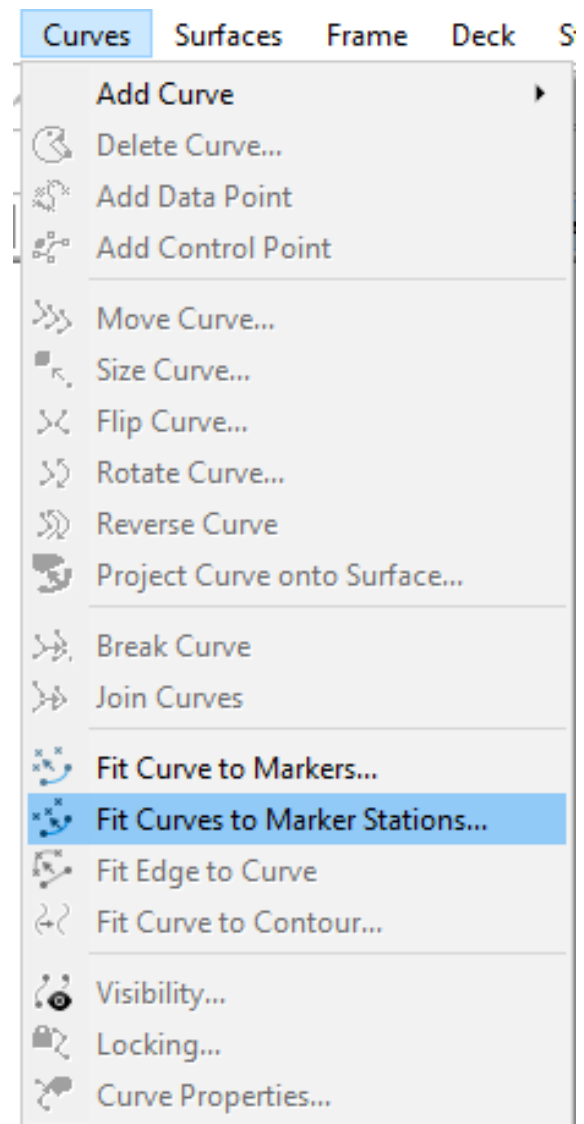 Curves Surfaces Frame Deck
Add Curve
Delete Curve...
Add Data Point
Add Control Point
Move Curve...
Size Curve...
Flip Curve...
Rotate Curve...
Reverse Curve
Project Curve onto Surface...
Break Curve
Join Curves
Fit Curve to Markers...
Fit Curves to Marker Stations...
Fit Edge to Curve
Fit Curve to Contour...
Visibility...
Locking...
Curve Properties...